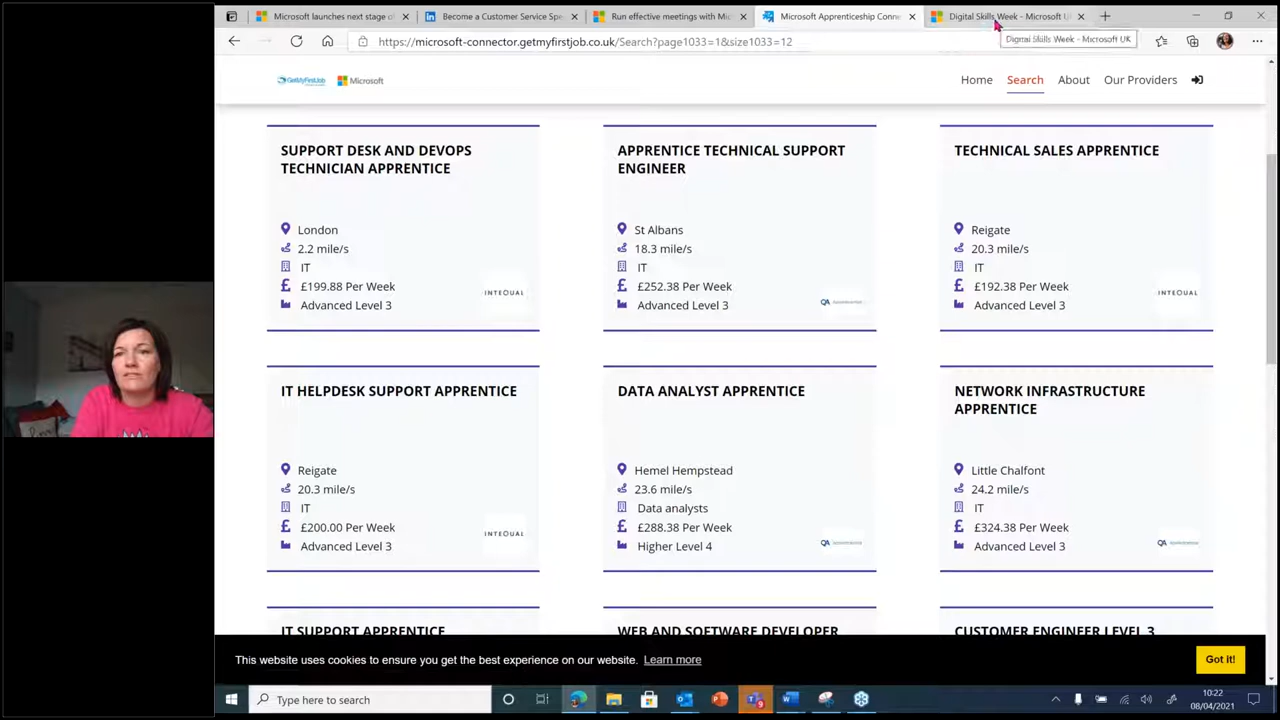 Microsoft launches next stage of
Become a Customer Service Spe
Run effective meetings with Mic
Microsoft Apprenticeship Conne
Digital Skills Week - Microsoft U
https://microsoft-connector.getmyfirstjob.co.uk/Search?page1033=1&size1033=12
Digital Skills Week - Microsoft UK
GetMyFirstJob
Microsoft
Home
Search
About
Our Providers
SUPPORT DESK AND DEVOPS
TECHNICIAN APPRENTICE
London
2.2 mile/s
IT
£199.88 Per Week
Advanced Level 3
INTEQUAL
APPRENTICE TECHNICAL SUPPORT
ENGINEER
St Albans
18.3 mile/s
IT
£252.38 Per Week
Advanced Level 3
QA
TECHNICAL SALES APPRENTICE
Reigate
20.3 mile/s
IT
£192.38 Per Week
Advanced Level 3
INTEQUAL
IT HELPDESK SUPPORT APPRENTICE
Reigate
20.3 mile/s
IT
£200.00 Per Week
Advanced Level 3
INTEQUAL
DATA ANALYST APPRENTICE
Hemel Hempstead
23.6 mile/s
Data analysts
£288.38 Per Week
Higher Level 4
QA
NETWORK INFRASTRUCTURE
APPRENTICE
Little Chalfont
24.2 mile/s
IT
£324.38 Per Week
Advanced Level 3
QA
IT SUPPORT APPRENTICE
WEB AND SOFTWARE DEVELOPER
CUSTOMER ENGINEER LEVEL 3
This website uses cookies to ensure you get the best experience on our website. Learn more
Got it!
Type here to search
10:22
08/04/2021